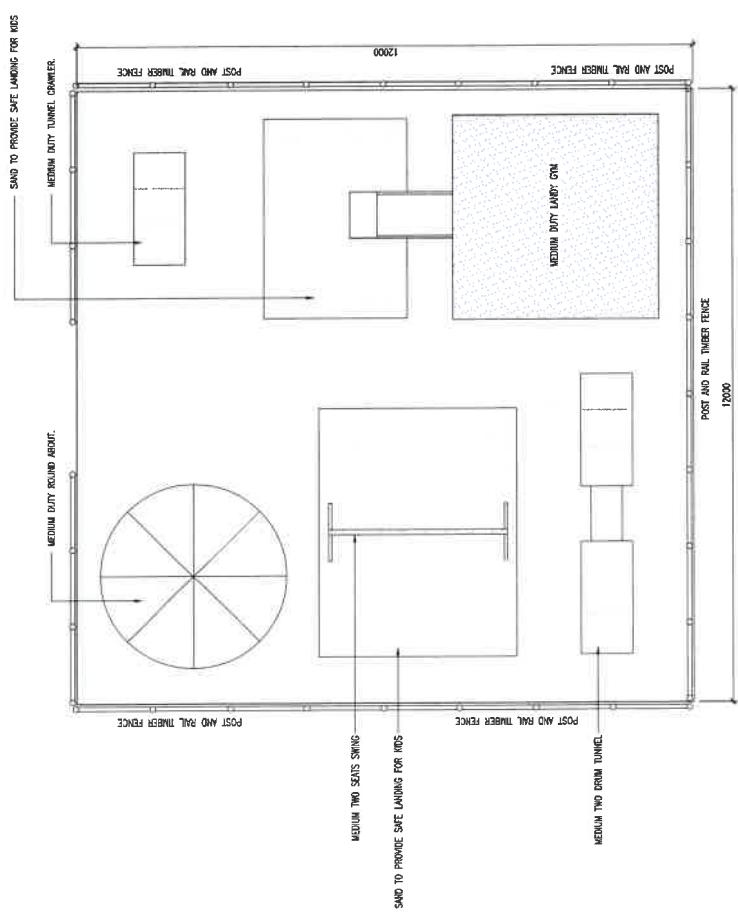 SAND TO PROVIDE SAFE LANDING FOR KIDS
MEDIUM DUTY TUNNEL CRAWLER.
MEDIUM DUTY ROUND ABOUT.
12000
POST AND RAIL TIMBER FENCE
POST AND RAIL TIMBER FENCE
MEDIUM DUTY LANDY GYM
POST AND RAIL TIMBER FENCE
12000
POST AND RAIL TIMBER FENCE
POST AND RAIL TIMBER FENCE
MEDIUM TWO SEATS SWING
SAND TO PROVIDE SAFE LANDING FOR KIDS
MEDIUM TWO DRUM TUNNEL